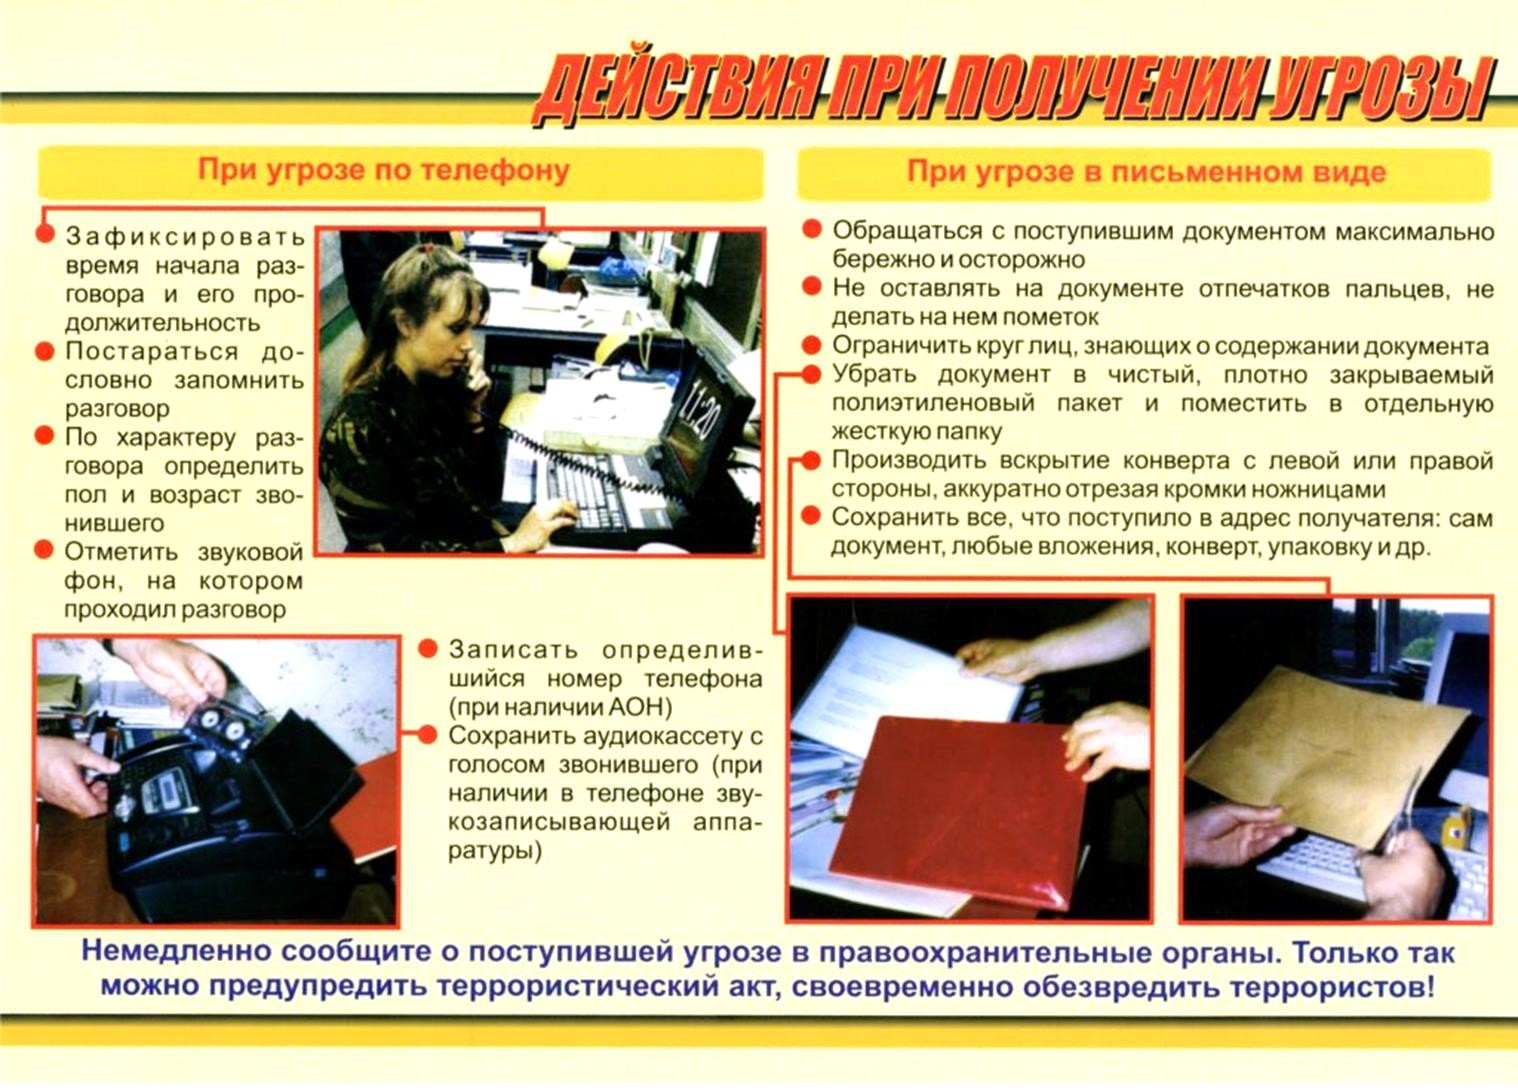 ДЕЙСТВИЯ ПРИ ПОЛУЧЕНИИ УГРОЗЫ
При угрозе по телефону
Зафиксировать
время начала раз-
говора и его про-
должительность
Постараться до-
словно запомнить
разговор
По характеру раз-
говора определить
пол и возраст зво-
нившего
Отметить звуковой
фон, на котором
проходил разговор
11:20
Записать определив-
шийся номер телефона
(при наличии АОН)
Сохранить аудиокассету с
голосом звонившего (при
наличии в телефоне зву-
козаписывающей аппа-
ратуры)
При угрозе в письменном виде
Обращаться с поступившим документом максимально
бережно и осторожно
Не оставлять на документе отпечатков пальцев, не
делать на нем пометок
Ограничить круг лиц, знающих о содержании документа
Убрать документ в чистый, плотно закрываемый
полиэтиленовый пакет и поместить в отдельную
жесткую папку
Производить вскрытие конверта с левой или правой
стороны, аккуратно отрезая кромки ножницами
Сохранить все, что поступило в адрес получателя: сам
документ, любые вложения, конверт, упаковку и др.
Немедленно сообщите о поступившей угрозе в правоохранительные органы. Только так
можно предупредить террористический акт, своевременно обезвредить террористов!